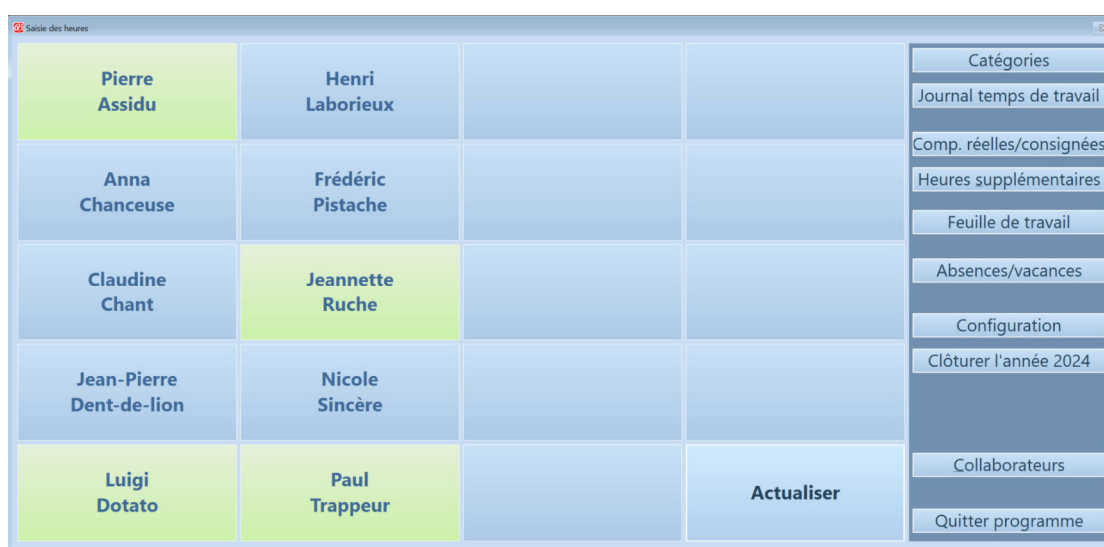 Saisie des heures
Pierre
Assidu
Henri
Laborieux
Anna
Chanceuse
Frédéric
Pistache
Claudine
Chant
Jeannette
Ruche
Jean-Pierre
Dent-de-lion
Nicole
Sincère
Luigi
Dotato
Paul
Trappeur
Actualiser
Catégories
Journal temps de travail
Comp. réelles/consignées
Heures supplémentaires
Feuille de travail
Absences/vacances
Configuration
Clôturer l'année 2024
Collaborateurs
Quitter programme